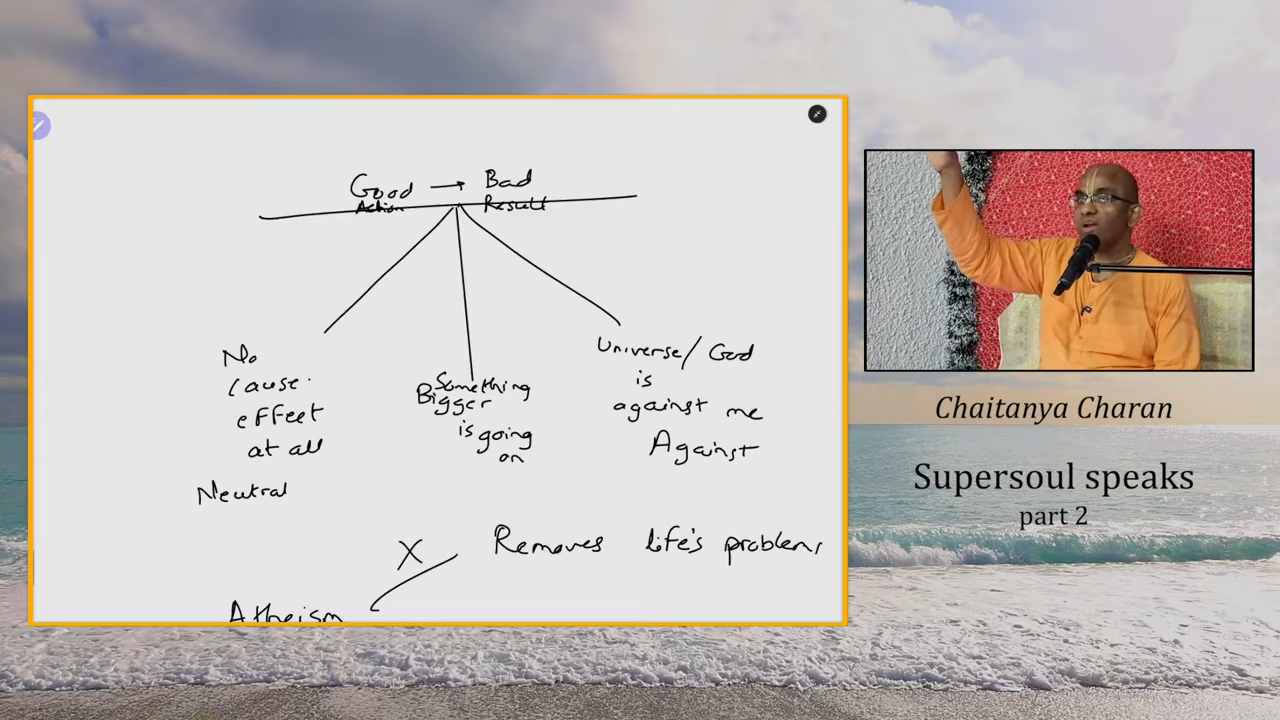 Good → Bad
Action Result
No
cause-
effect
at all
Neutral
Something
Bigger
is going
on
Universe/God
is
against me
Against
X Removes life's problems
Atheism
Chaitanya Charan
Supersoul speaks
part 2